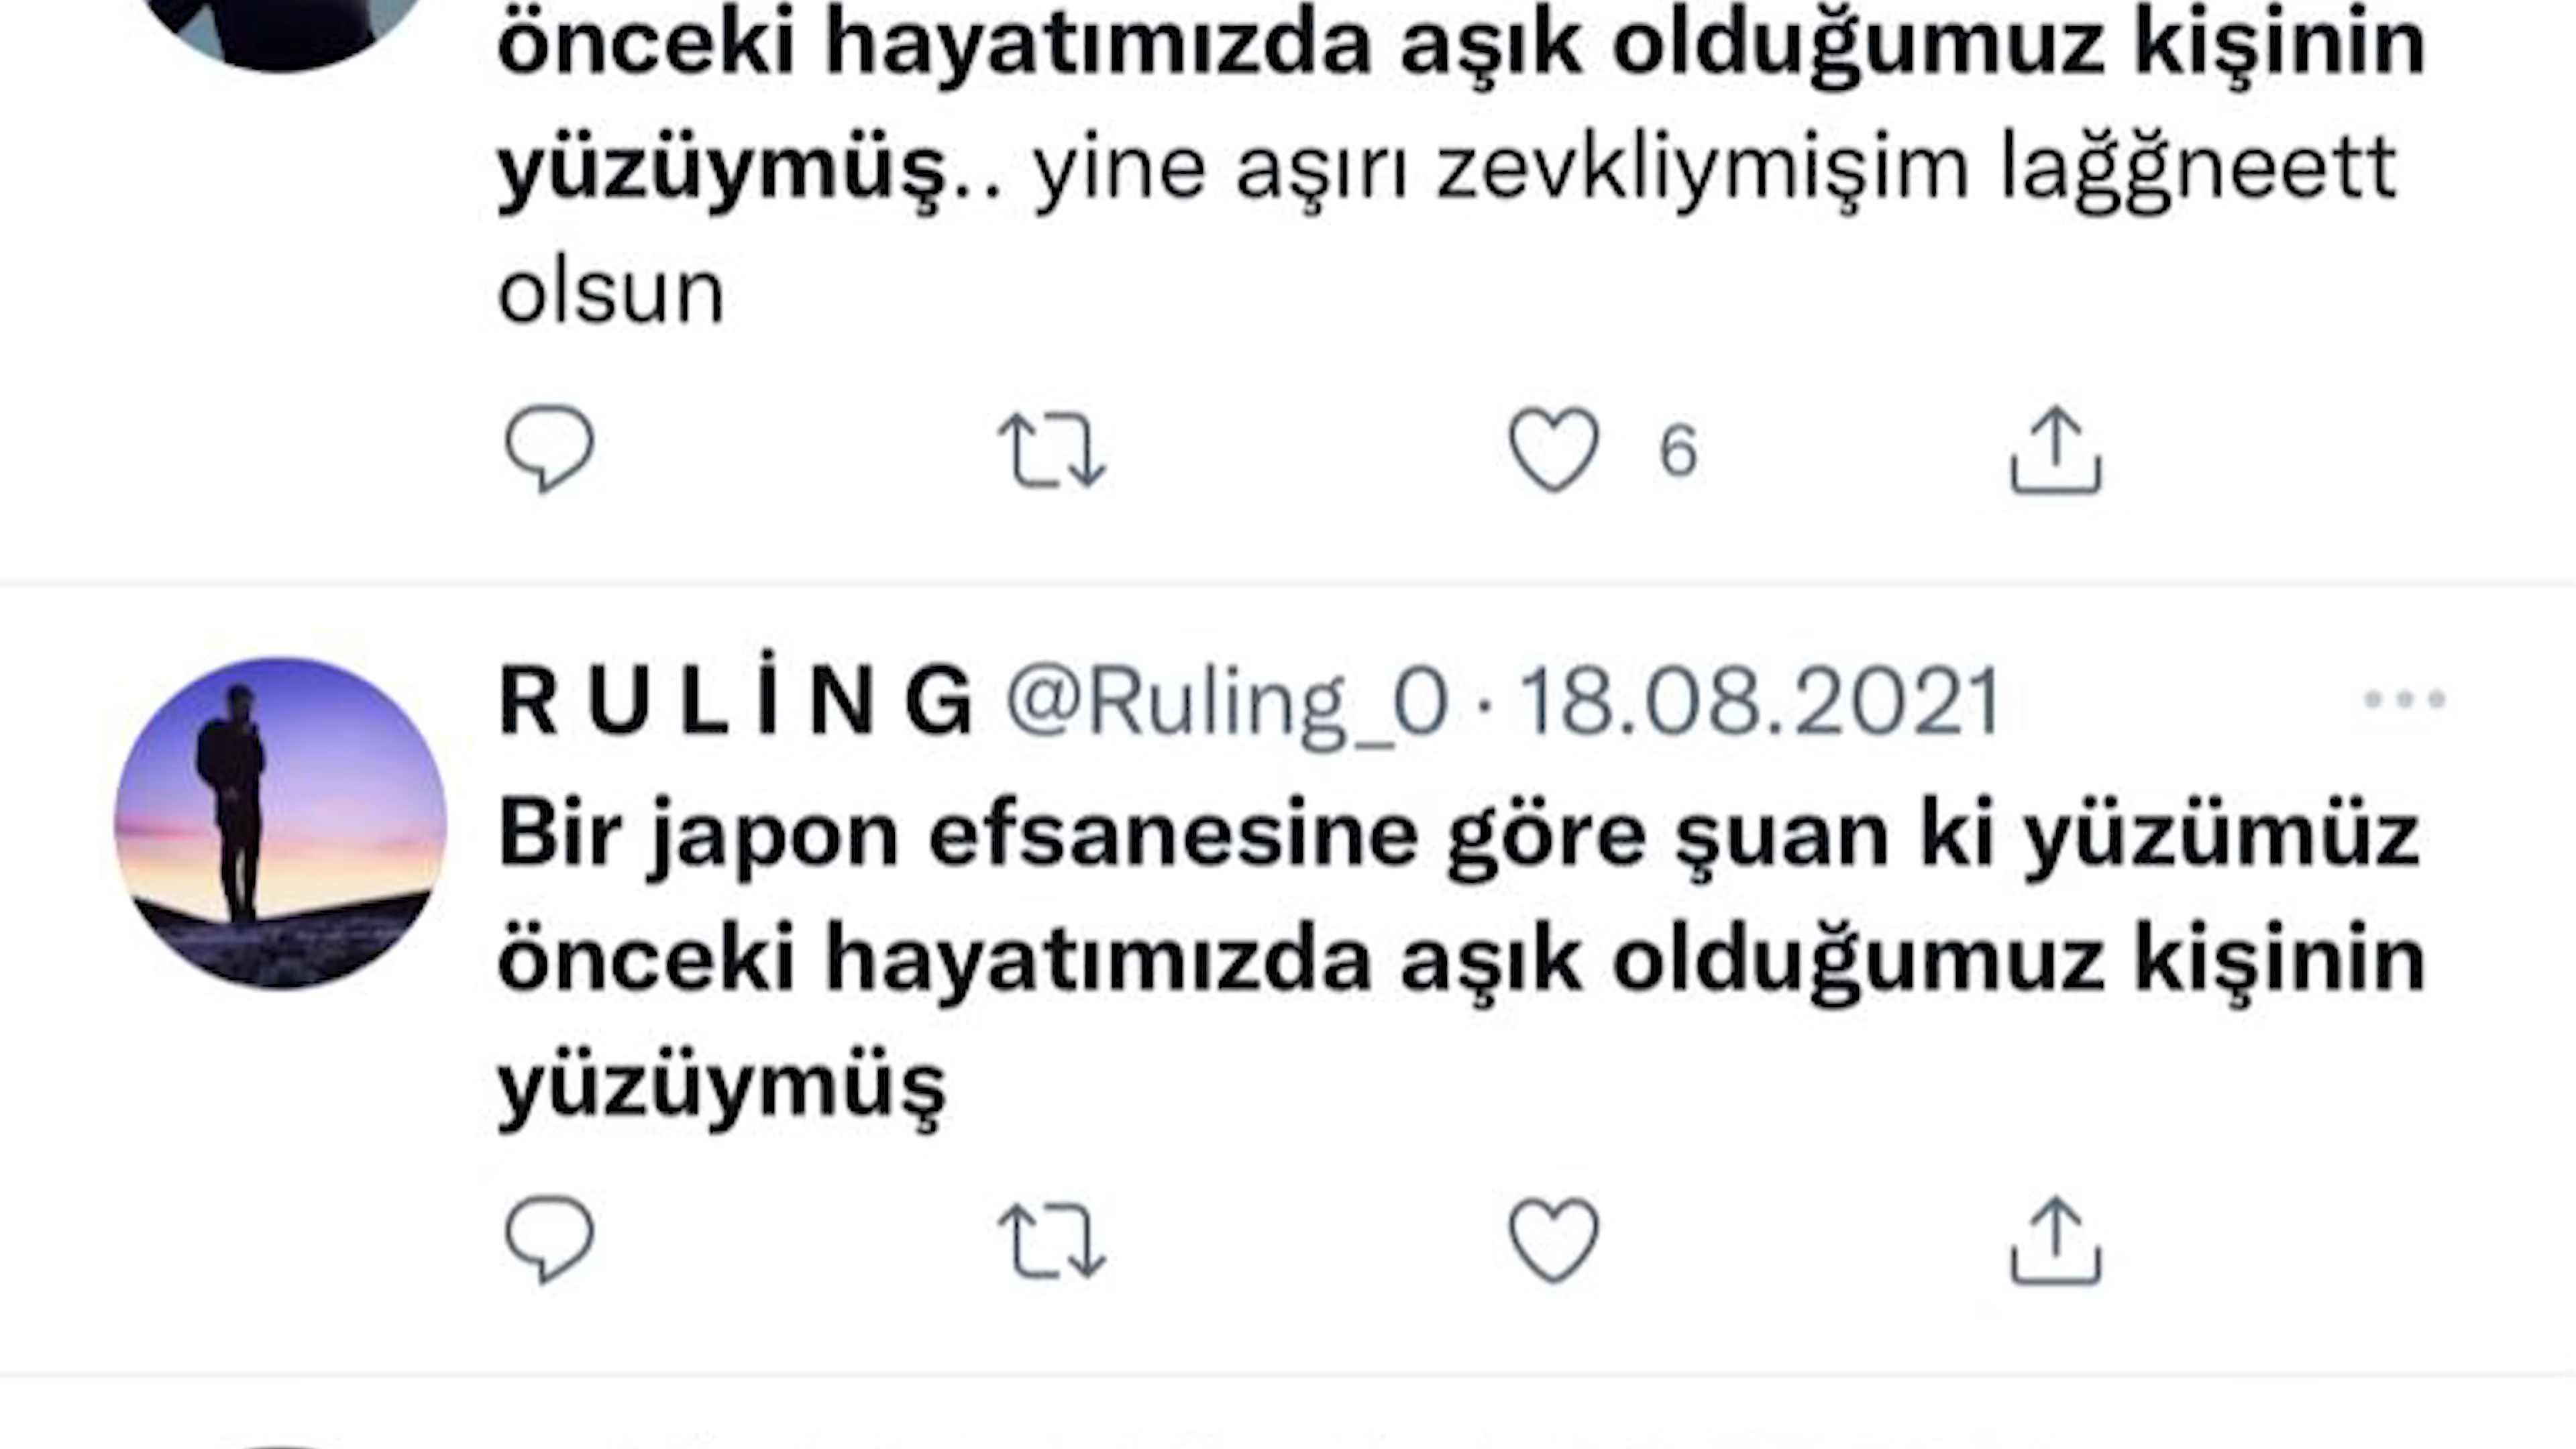 önceki hayatımızda aşık olduğumuz kişinin
yüzüymüş.. yine aşırı zevkliymişim lağğneett
olsun
6
R U L İ N G @Ruling_0 · 18.08.2021
Bir japon efsanesine göre şuan ki yüzümüz
önceki hayatımızda aşık olduğumuz kişinin
yüzüymüş